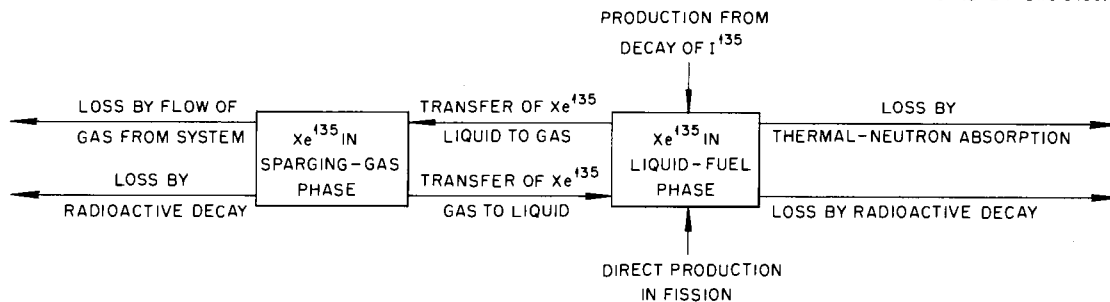 PRODUCTION FROM
DECAY OF I¹³⁵
LOSS BY FLOW OF
GAS FROM SYSTEM
LOSS BY
RADIOACTIVE DECAY
Xe¹³⁵ IN
SPARGING-GAS
PHASE
TRANSFER OF Xe¹³⁵
LIQUID TO GAS
TRANSFER OF Xe¹³⁵
GAS TO LIQUID
Xe¹³⁵ IN
LIQUID-FUEL
PHASE
LOSS BY
THERMAL-NEUTRON ABSORPTION
LOSS BY RADIOACTIVE DECAY
DIRECT PRODUCTION
IN FISSION